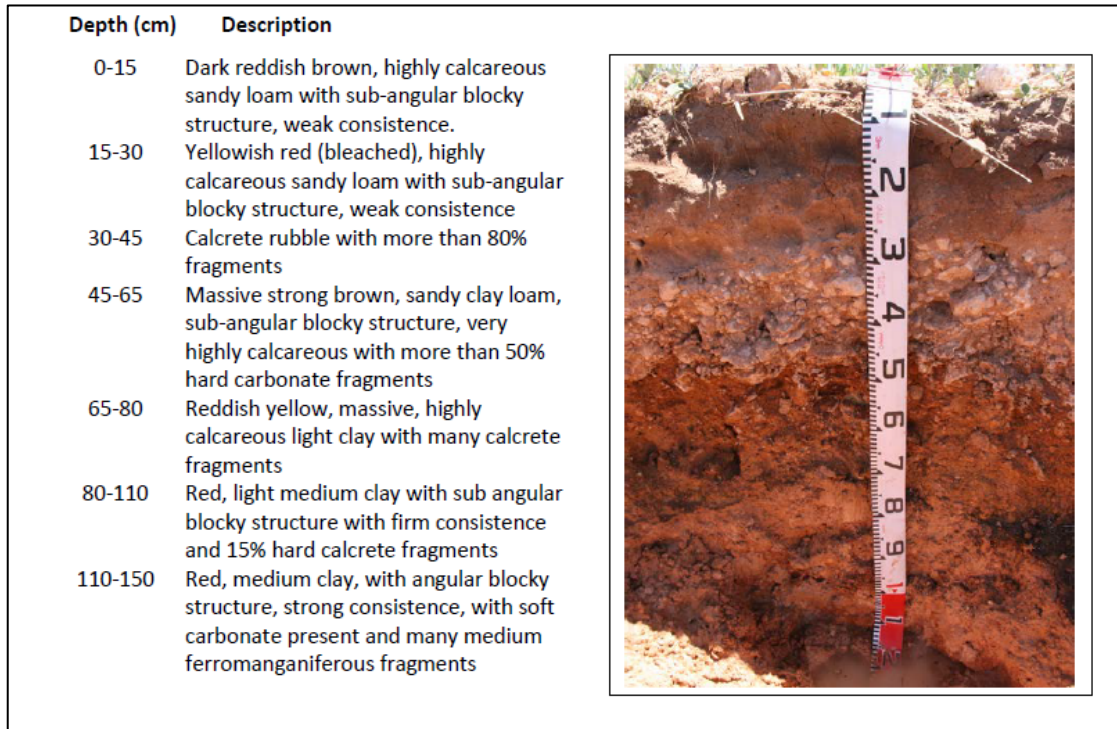 Depth (cm) Description
0-15 Dark reddish brown, highly calcareous
sandy loam with sub-angular blocky
structure, weak consistence.
15-30 Yellowish red (bleached), highly
calcareous sandy loam with sub-angular
blocky structure, weak consistence
30-45 Calcrete rubble with more than 80%
fragments
45-65 Massive strong brown, sandy clay loam,
sub-angular blocky structure, very
highly calcareous with more than 50%
hard carbonate fragments
65-80 Reddish yellow, massive, highly
calcareous light clay with many calcrete
fragments
80-110 Red, light medium clay with sub angular
blocky structure with firm consistence
and 15% hard calcrete fragments
110-150 Red, medium clay, with angular blocky
structure, strong consistence, with soft
carbonate present and many medium
ferromanganiferous fragments
1
2
3
4
5
6
7
8
9
1
1
2